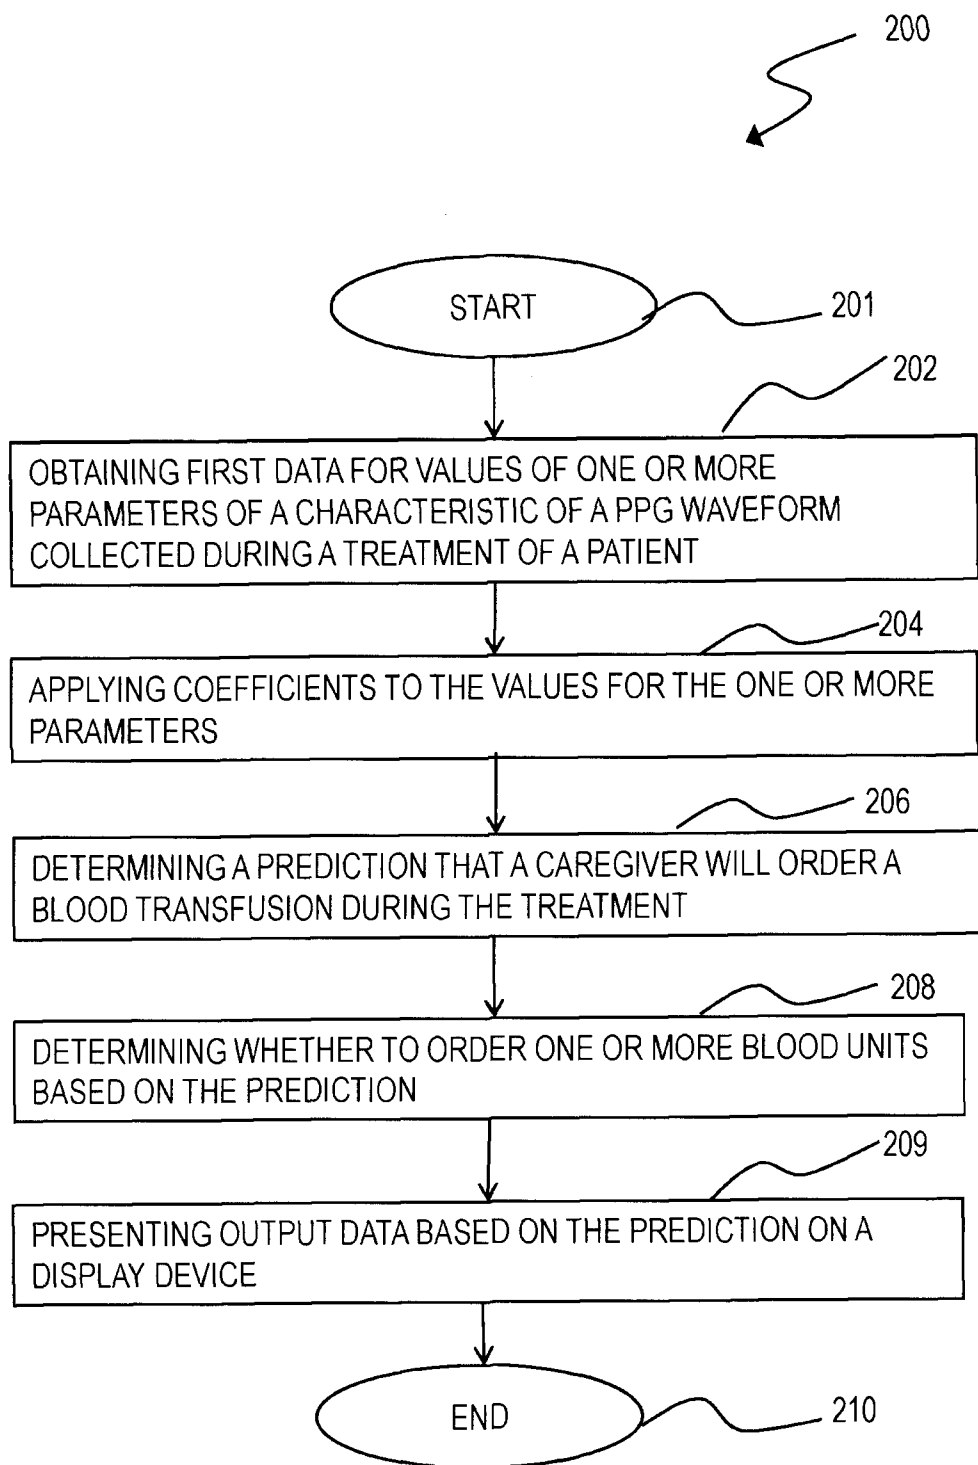 200
START
201
202
OBTAINING FIRST DATA FOR VALUES OF ONE OR MORE
PARAMETERS OF A CHARACTERISTIC OF A PPG WAVEFORM
COLLECTED DURING A TREATMENT OF A PATIENT
204
APPLYING COEFFICIENTS TO THE VALUES FOR THE ONE OR MORE
PARAMETERS
206
DETERMINING A PREDICTION THAT A CAREGIVER WILL ORDER A
BLOOD TRANSFUSION DURING THE TREATMENT
208
DETERMINING WHETHER TO ORDER ONE OR MORE BLOOD UNITS
BASED ON THE PREDICTION
209
PRESENTING OUTPUT DATA BASED ON THE PREDICTION ON A
DISPLAY DEVICE
END
210